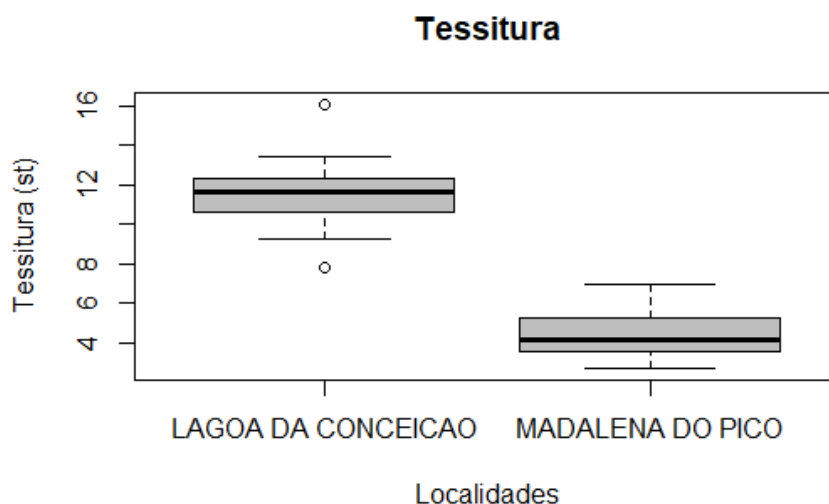 Tessitura
Tessitura (st)
16
12
8
6
4
LAGOA DA CONCEICAO
MADALENA DO PICO
Localidades